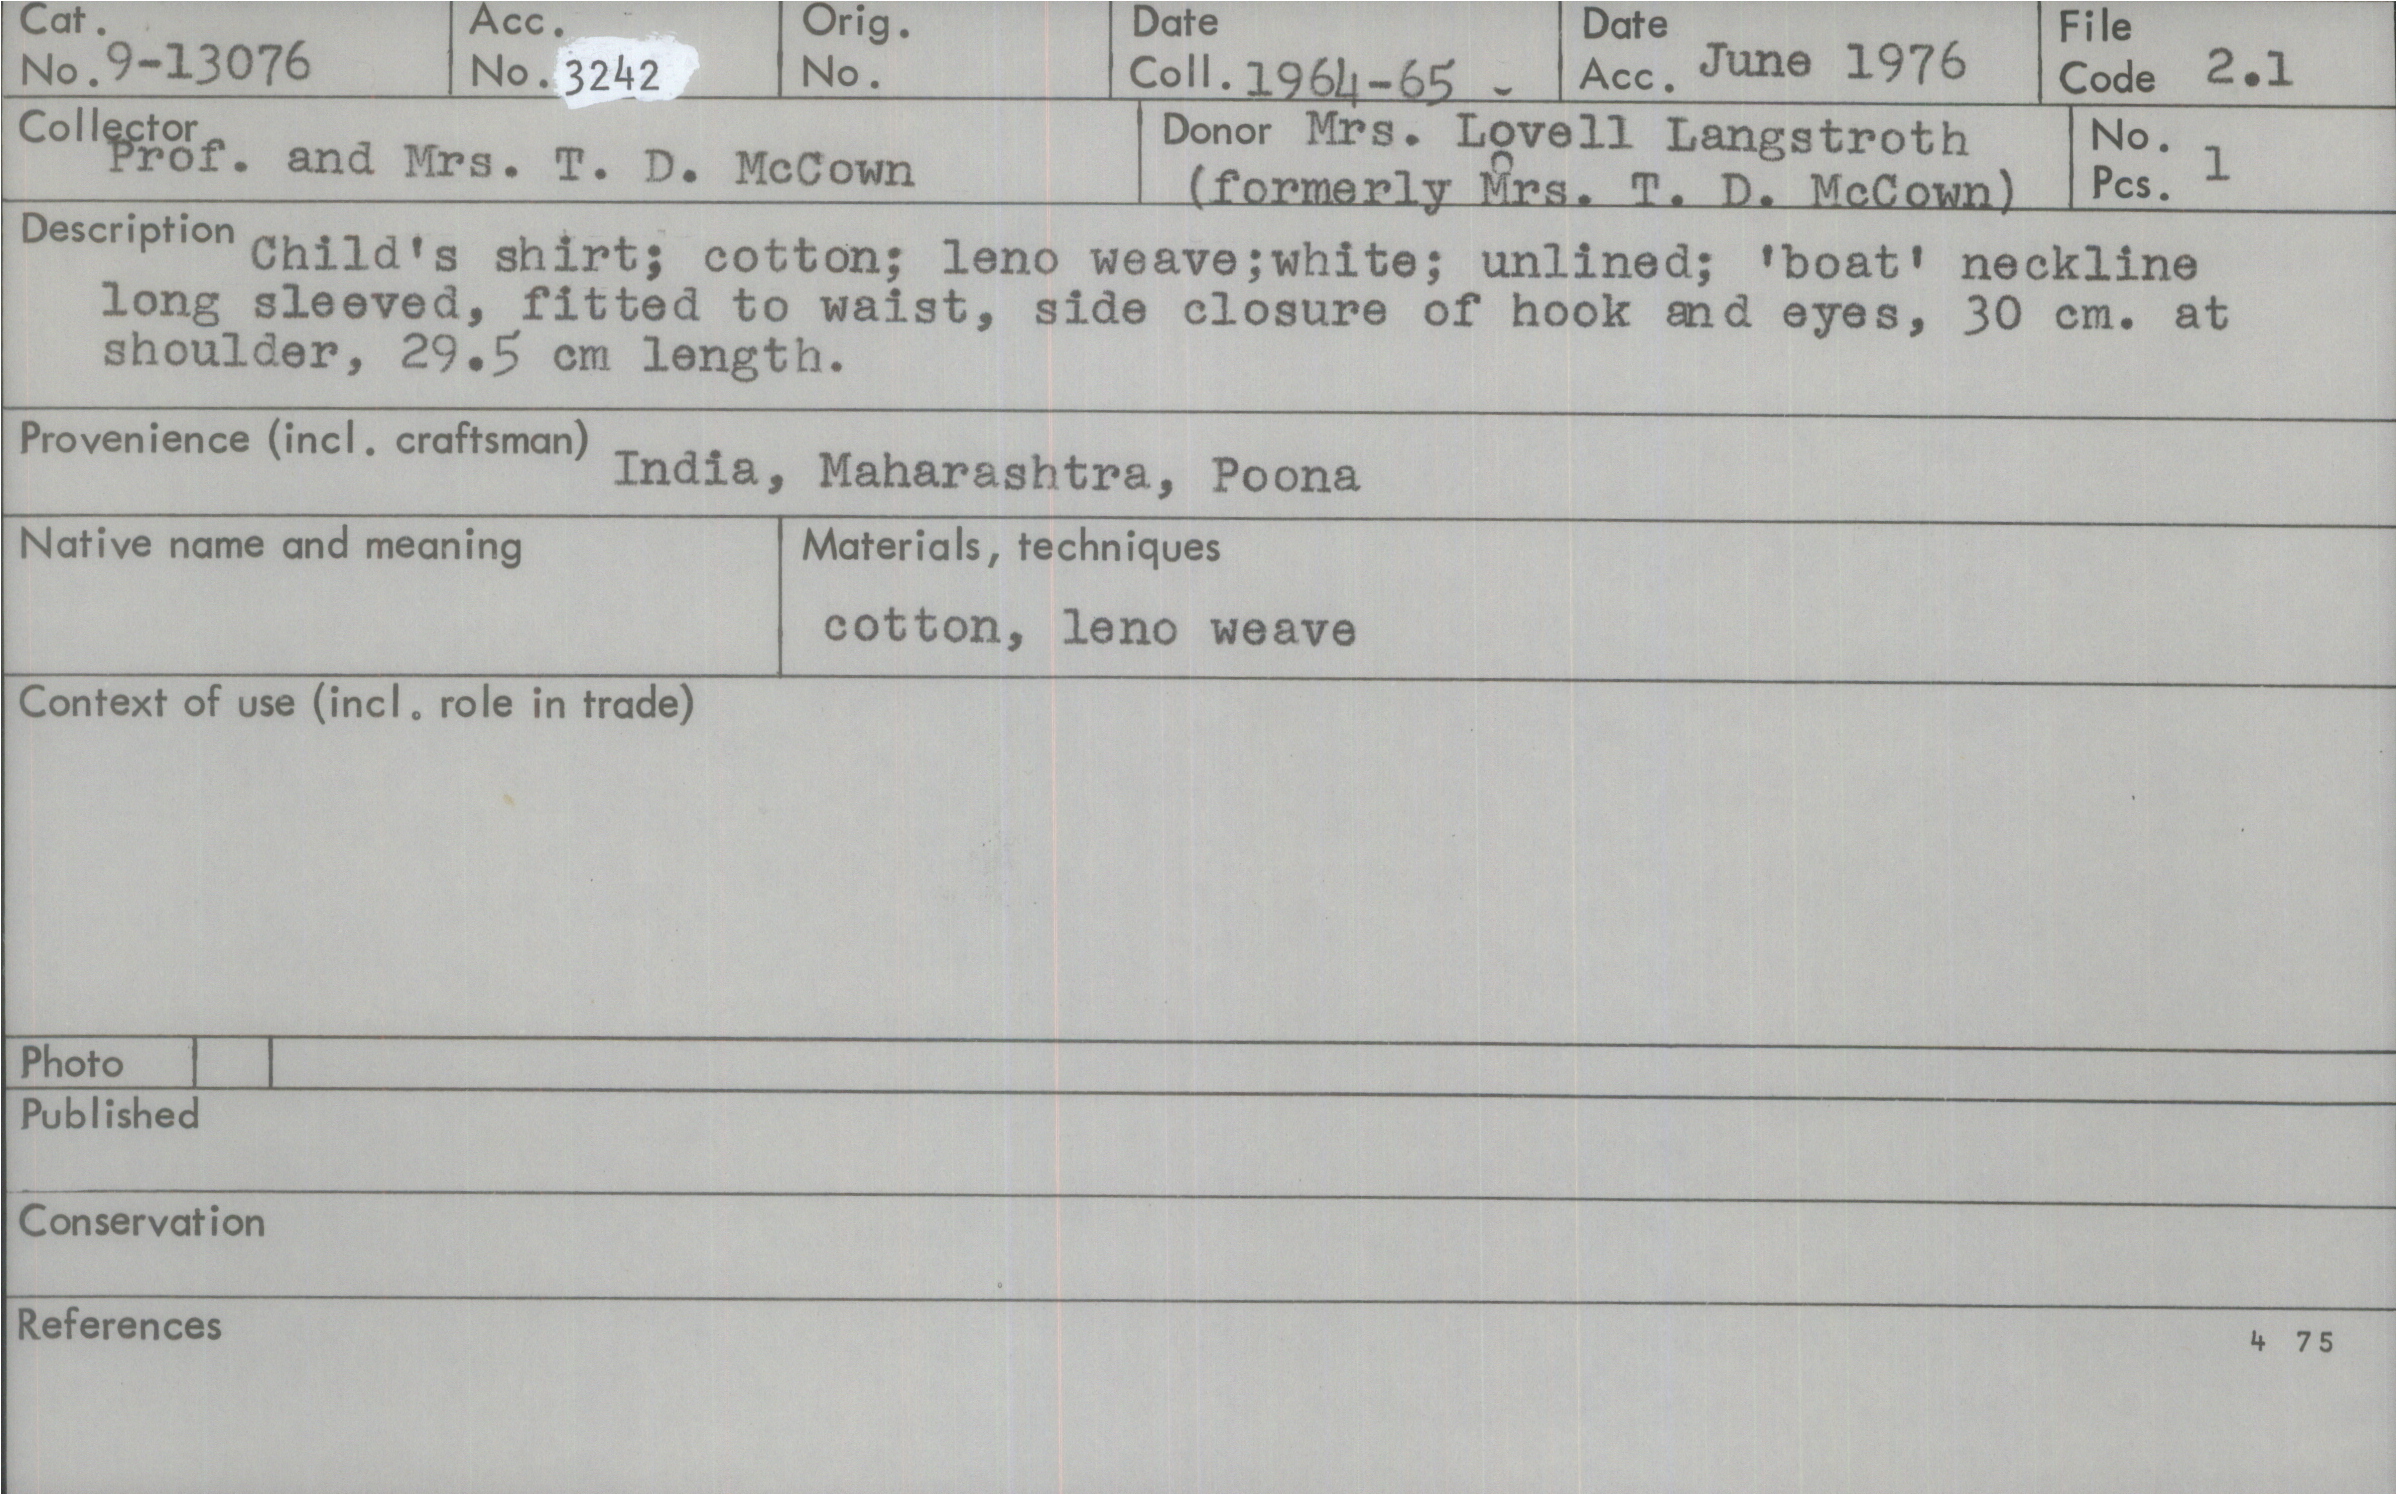 Cat. No. 9-13076
Acc. No. 3242
Orig. No.
Date Coll. 1964-65 -
Date Acc. June 1976
File Code 2.1
Collector Prof. and Mrs. T. D. McCown
Donor Mrs. Lovell Langstroth
(formerly Mrs. T. D. McCown)
No. Pcs. 1
Description Child's shirt; cotton; leno weave;white; unlined; 'boat' neckline
long sleeved, fitted to waist, side closure of hook and eyes, 30 cm. at
shoulder, 29.5 cm length.
Provenience (incl. craftsman) India, Maharashtra, Poona
Native name and meaning
Materials, techniques
cotton, leno weave
Context of use (incl. role in trade)
Photo
Published
Conservation
References
4 75